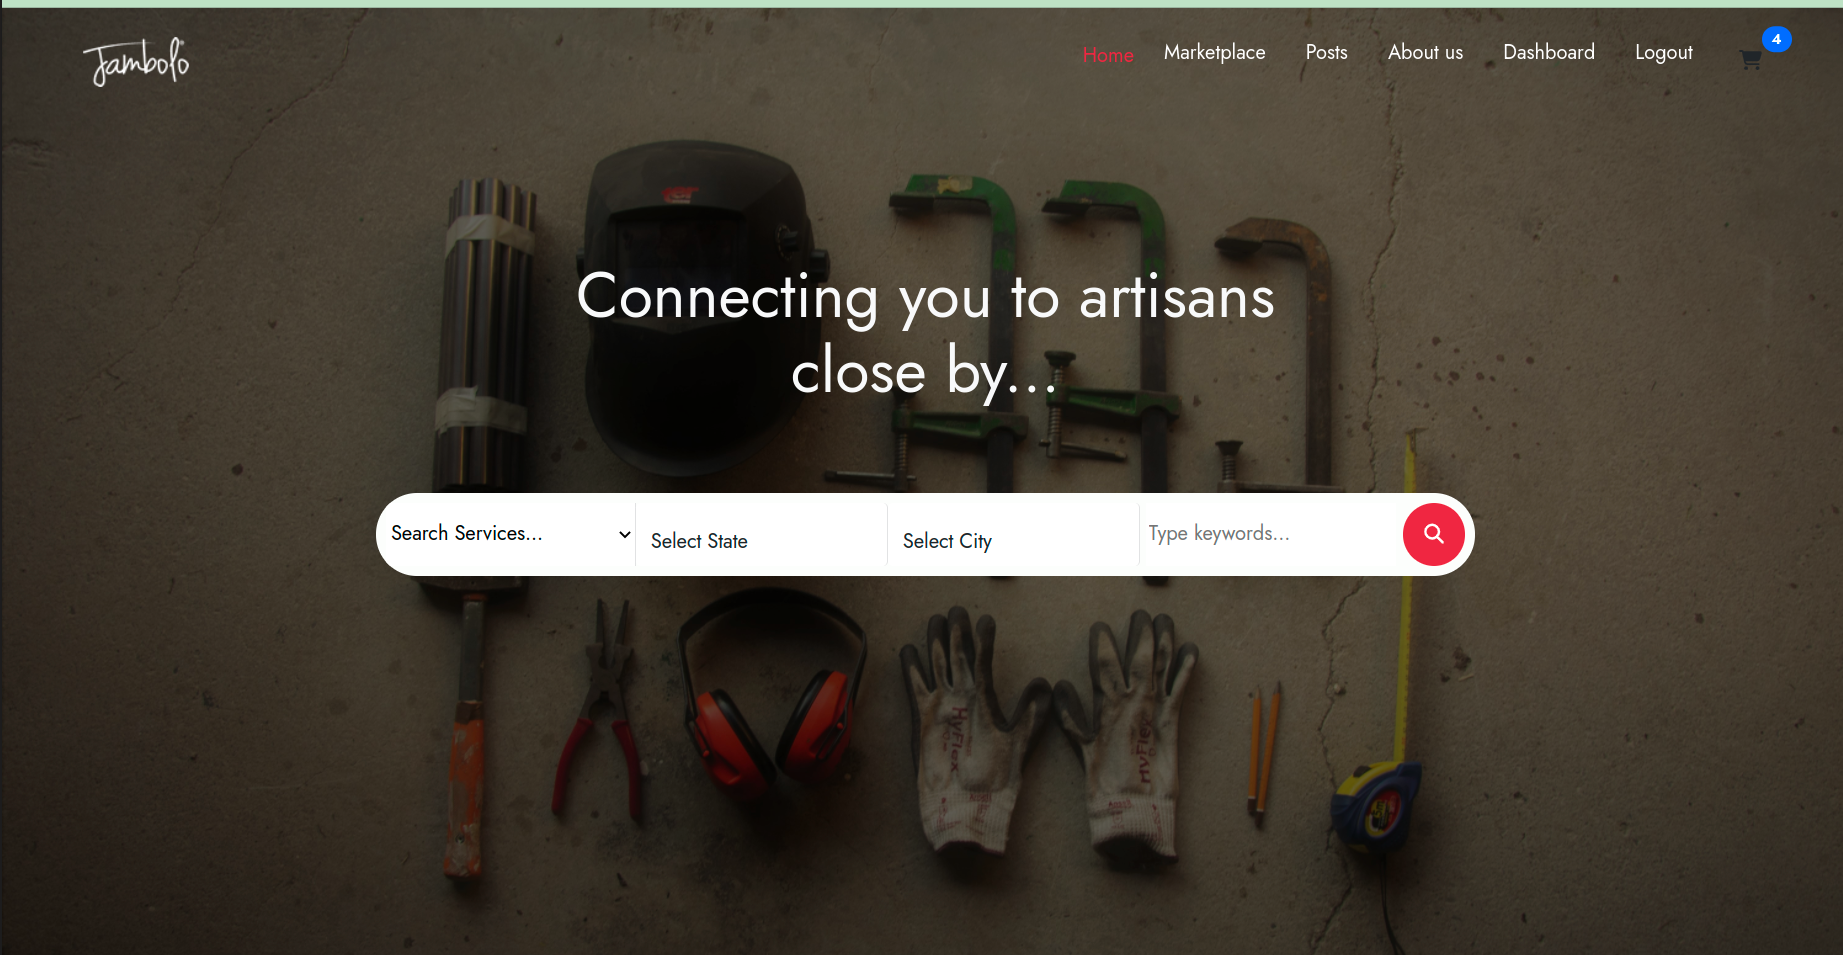 Jambolo
Home
Marketplace
Posts
About us
Dashboard
Logout
4
Connecting you to artisans
close by...
Search Services...
Select State
Select City
Type keywords...
HyFlex
HyFlex